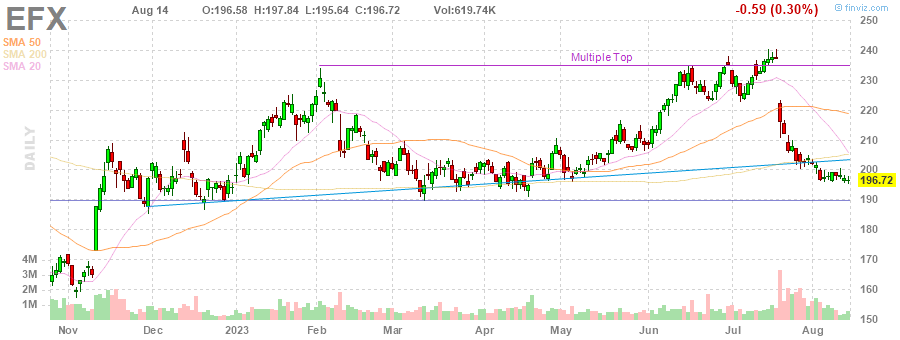 EFX
Aug 14
O:196.58 H:197.84 L:195.64 C:196.72
Vol:619.74K
-0.59 (0.30%)
finviz.com
SMA 50
SMA 200
SMA 20
Multiple Top
DAILY
250
240
230
220
210
200
196.72
190
180
170
160
150
4M
3M
2M
1M
Nov Dec 2023 Feb Mar Apr May Jun Jul Aug